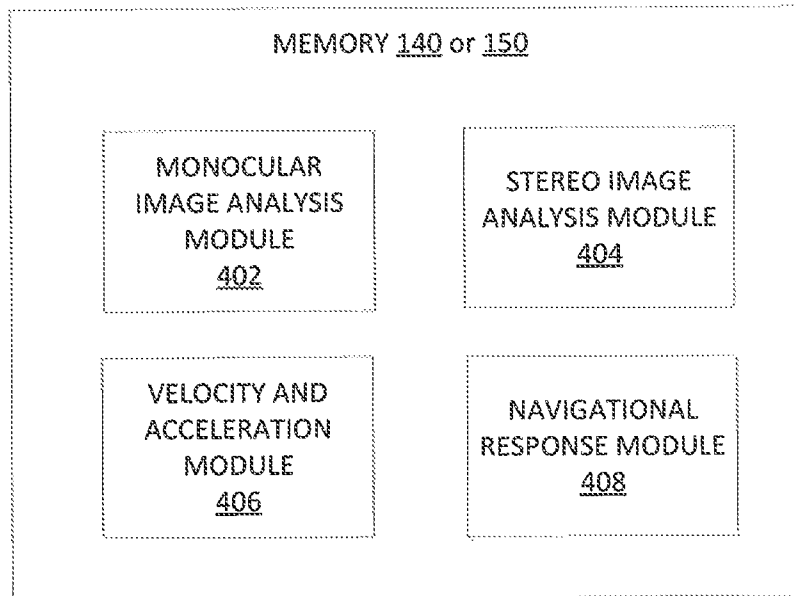 MEMORY 140 or 150
MONOCULAR
IMAGE ANALYSIS
MODULE
402
STEREO IMAGE
ANALYSIS MODULE
404
VELOCITY AND
ACCELERATION
MODULE
406
NAVIGATIONAL
RESPONSE MODULE
408